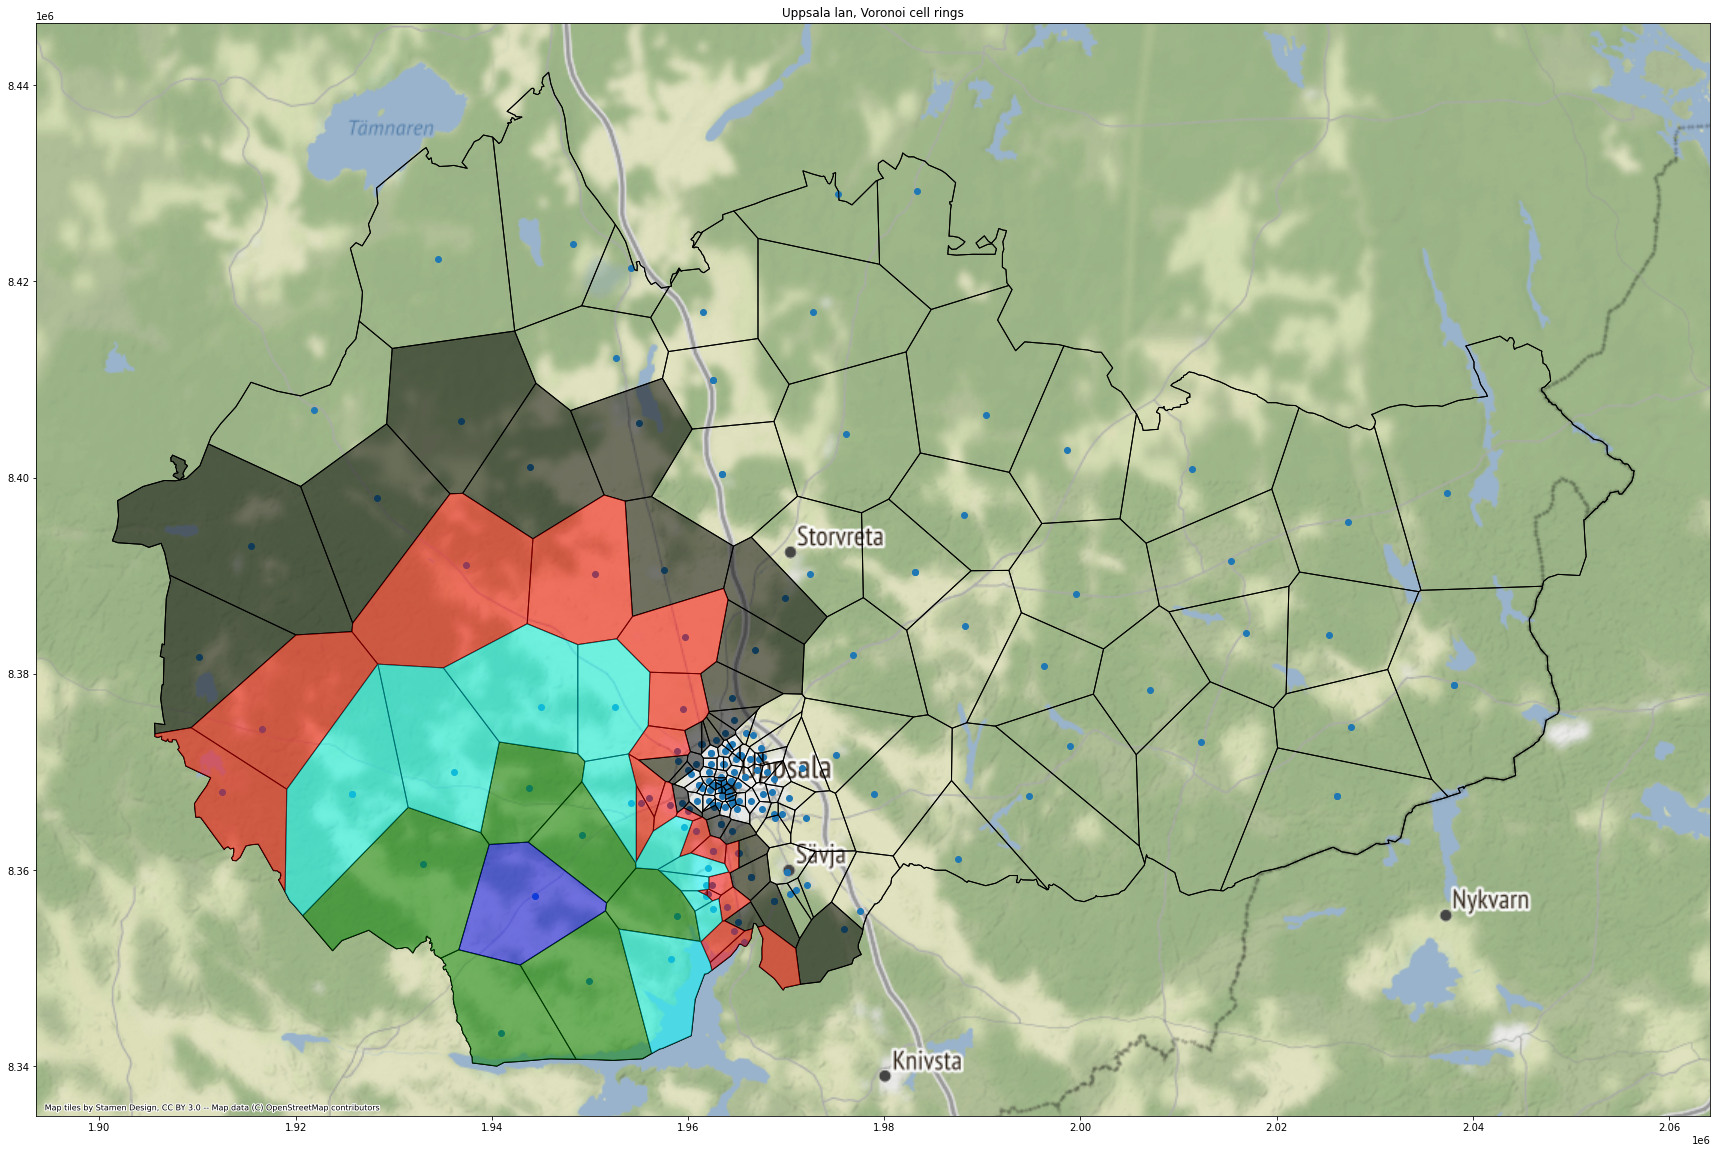 Uppsala lan, Voronoi cell rings
1e6
8.44
8.42
8.40
8.38
8.36
8.34
Tämnaren
Storvreta
ppsala
Sävja
Nykvarn
Knivsta
Map tiles by Stamen Design, CC BY 3.0 -- Map data (C) OpenStreetMap contributors
1.90 1.92 1.94 1.96 1.98 2.00 2.02 2.04 2.06
1e6